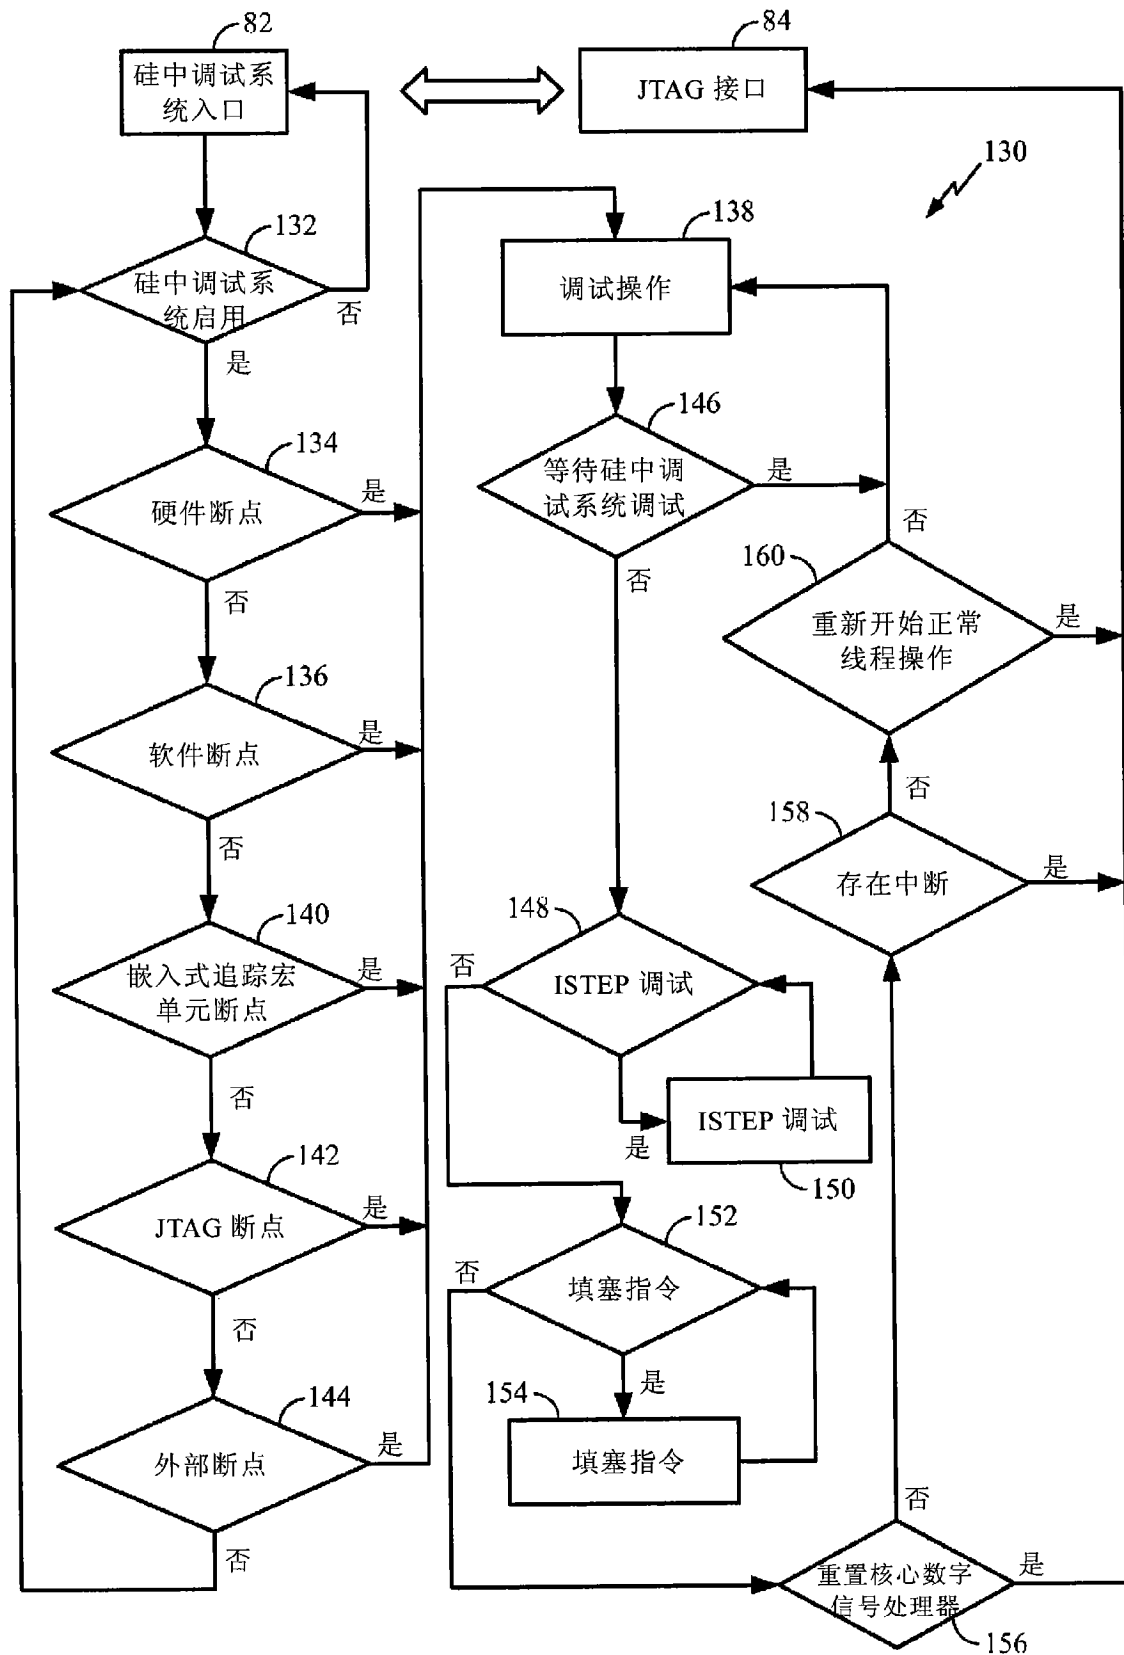 82
硅中调试系
统入口
84
JTAG 接口
130
132
硅中调试系
统启用
否
是
138
调试操作
134
硬件断点
是
否
146
等待硅中调
试系统调试
是
否
136
软件断点
是
否
160
重新开始正常
线程操作
否
是
158
存在中断
否
是
140
嵌入式追踪宏
单元断点
是
否
148
ISTEP 调试
否
是
ISTEP 调试
150
142
JTAG 断点
是
否
152
填塞指令
否
是
154
填塞指令
144
外部断点
是
否
否
重置核心数字
信号处理器
是
156